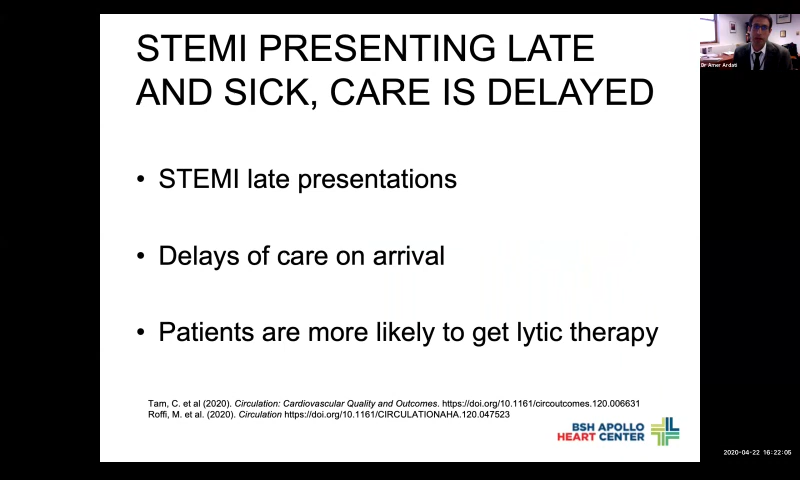 STEMI PRESENTING LATE
AND SICK, CARE IS DELAYED
• STEMI late presentations
• Delays of care on arrival
• Patients are more likely to get lytic therapy
Tam, C. et al (2020). Circulation: Cardiovascular Quality and Outcomes. https://doi.org/10.1161/circoutcomes.120.006631
Roffi, M. et al. (2020). Circulation https://doi.org/10.1161/CIRCULATIONAHA.120.047523
BSH APOLLO
HEART CENTER
Dr Amer Ardati
2020-04-22 16:22:05